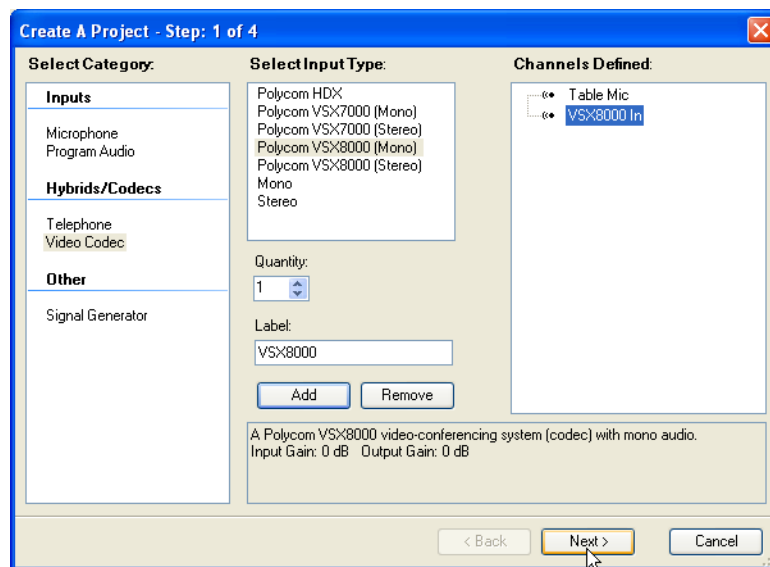 Create A Project - Step: 1 of 4
Select Category:
Inputs
Microphone
Program Audio
Hybrids/Codecs
Telephone
Video Codec
Other
Signal Generator
Select Input Type:
Polycom HDX
Polycom VSX7000 (Mono)
Polycom VSX7000 (Stereo)
Polycom VSX8000 (Mono)
Polycom VSX8000 (Stereo)
Mono
Stereo
Quantity:
1
Label:
VSX8000
Add
Remove
A Polycom VSX8000 video-conferencing system (codec) with mono audio.
Input Gain: 0 dB Output Gain: 0 dB
Channels Defined:
Table Mic
VSX8000 In
< Back
Next >
Cancel